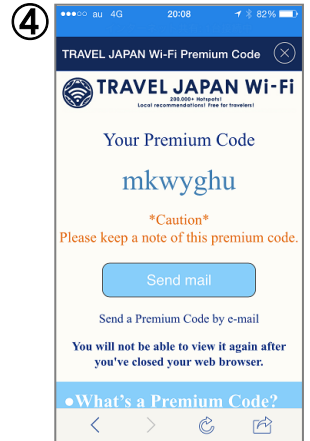 ④
au 4G 20:08 82%
TRAVEL JAPAN Wi-Fi Premium Code
TRAVEL JAPAN Wi-Fi
200.000+ Hotspots!
Local recommendations! Free for travelers!
Your Premium Code
mkwyghu
*Caution*
Please keep a note of this premium code.
Send mail
Send a Premium Code by e-mail
You will not be able to view it again after
you've closed your web browser.
●What's a Premium Code?